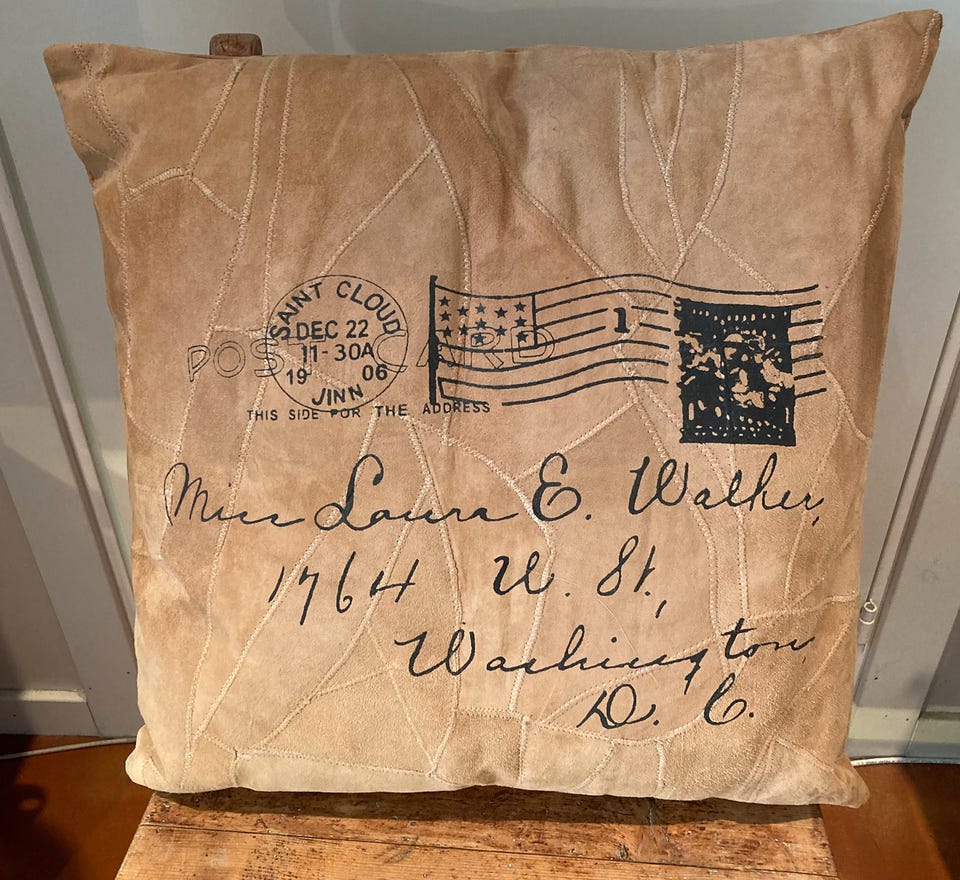 SAINT CLOUD
DEC 22
11-30A
19 06
JINN
1
POST CARD
THIS SIDE FOR THE ADDRESS
Miss Laura E. Walker,
1764 U. St.,
Washington
D. C.